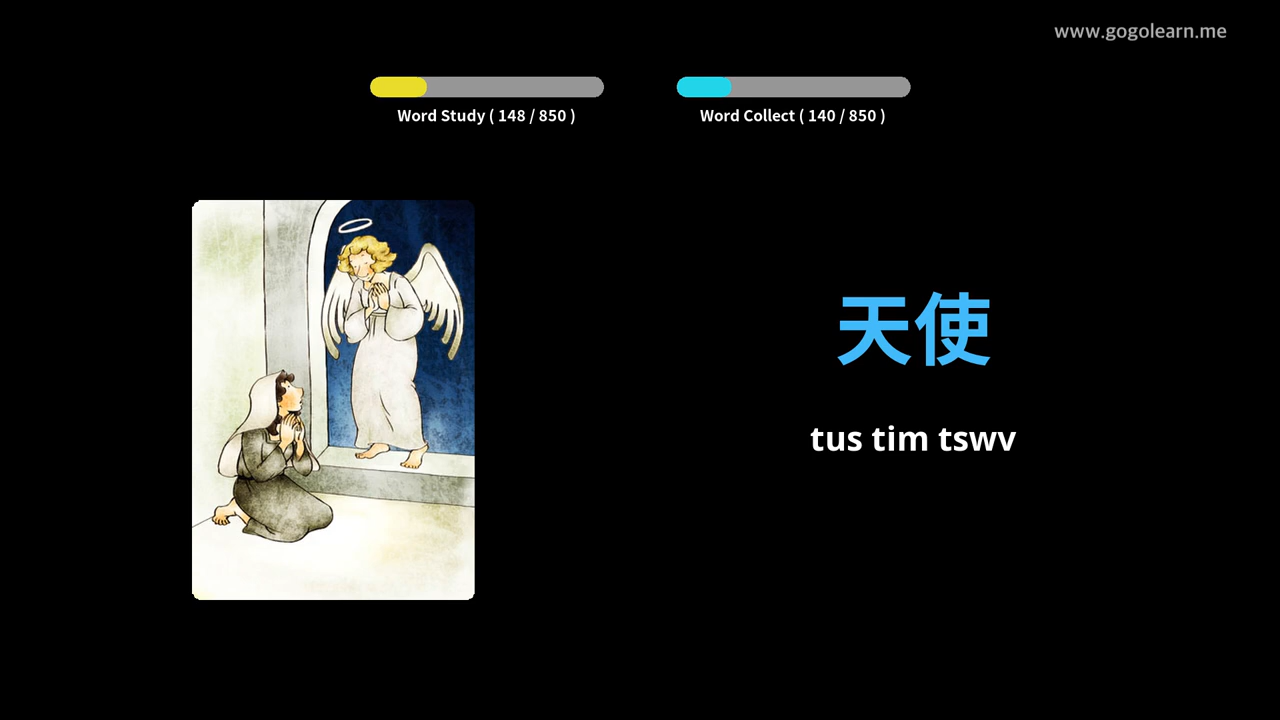 www.gogolearn.me
Word Study ( 148 / 850 )
Word Collect ( 140 / 850 )
天使
tus tim tswv